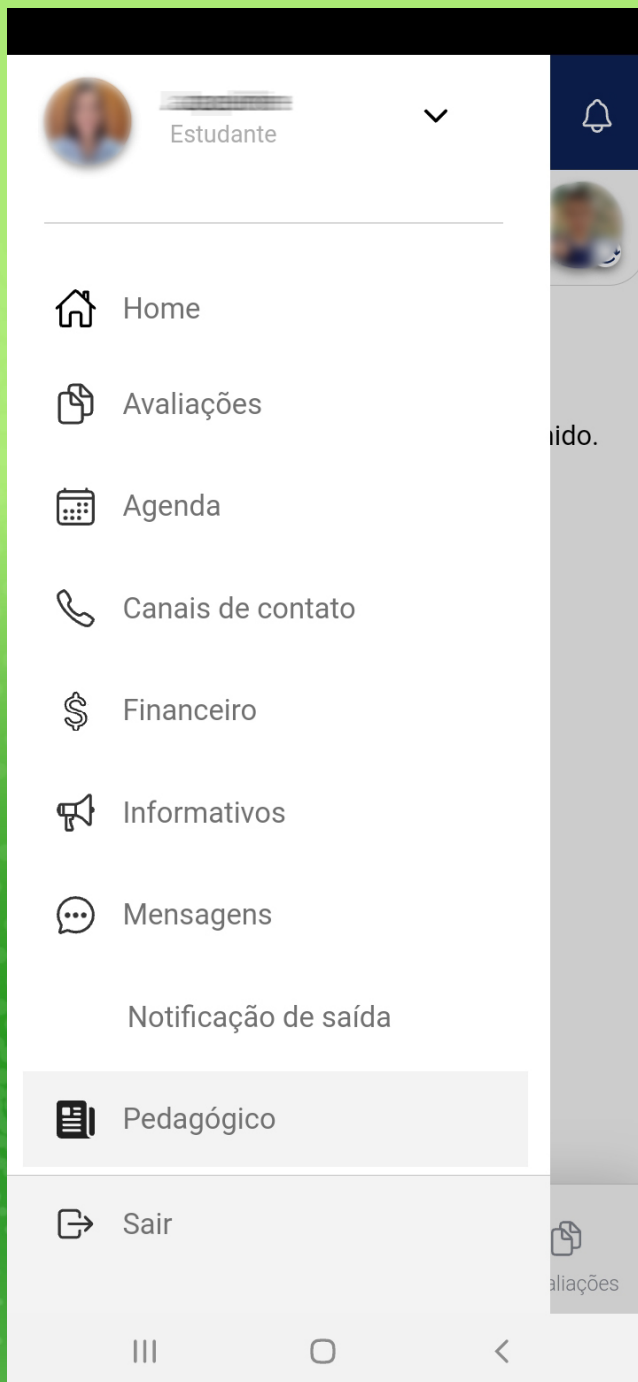 Estudante
Home
nido.
Avaliações
Agenda
Canais de contato
Financeiro
Informativos
Mensagens
Notificação de saída
Pedagógico
Sair
aliações